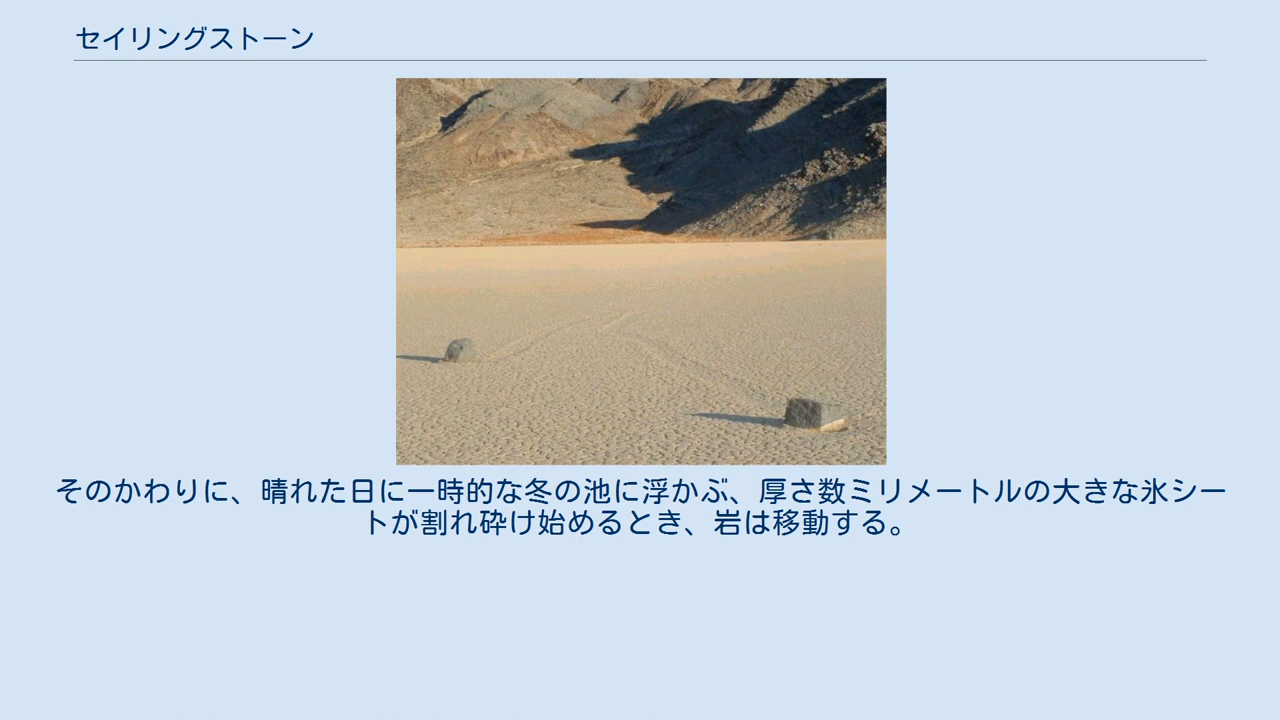 セイリングストーン
そのかわりに、晴れた日に一時的な冬の池に浮かぶ、厚さ数ミリメートルの大きな氷シー
トが割れ砕け始めるとき、岩は移動する。